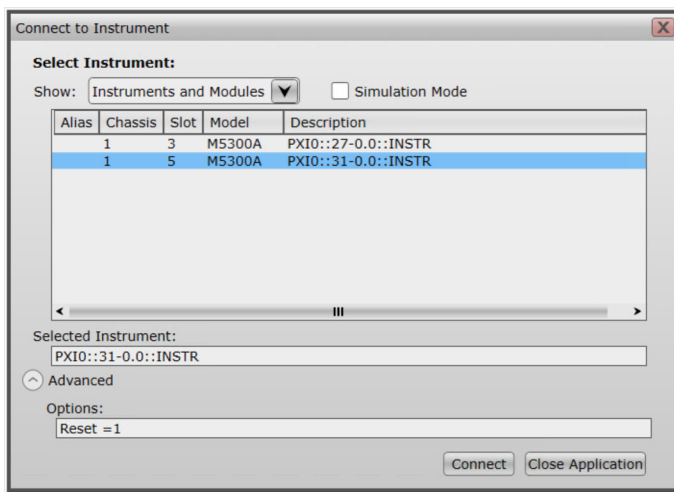 Connect to Instrument
Select Instrument:
Show: Instruments and Modules Simulation Mode
Alias Chassis Slot Model Description
1 3 M5300A PXI0::27-0.0::INSTR
1 5 M5300A PXI0::31-0.0::INSTR
Selected Instrument:
PXI0::31-0.0::INSTR
Advanced
Options:
Reset =1
Connect Close Application